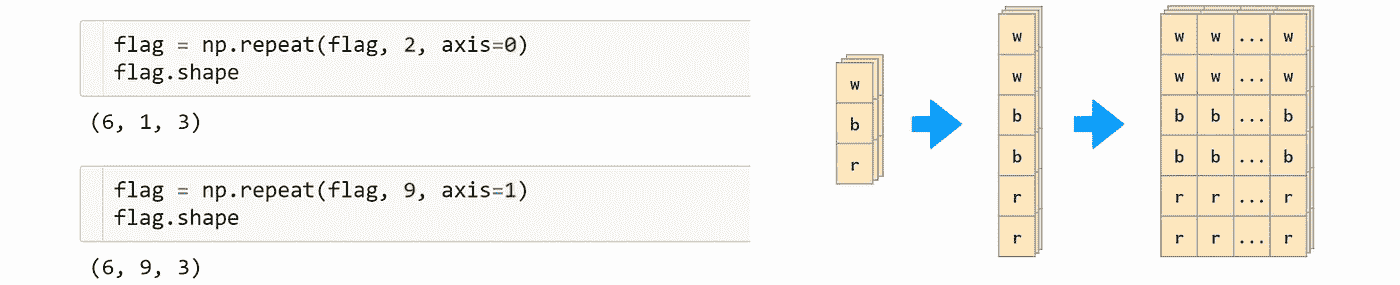 flag = np.repeat(flag, 2, axis=0)
flag.shape
(6, 1, 3)
flag = np.repeat(flag, 9, axis=1)
flag.shape
(6, 9, 3)
w
b
r
w
w
b
b
r
r
w w ... w
w w ... w
b b ... b
b b ... b
r r ... r
r r ... r